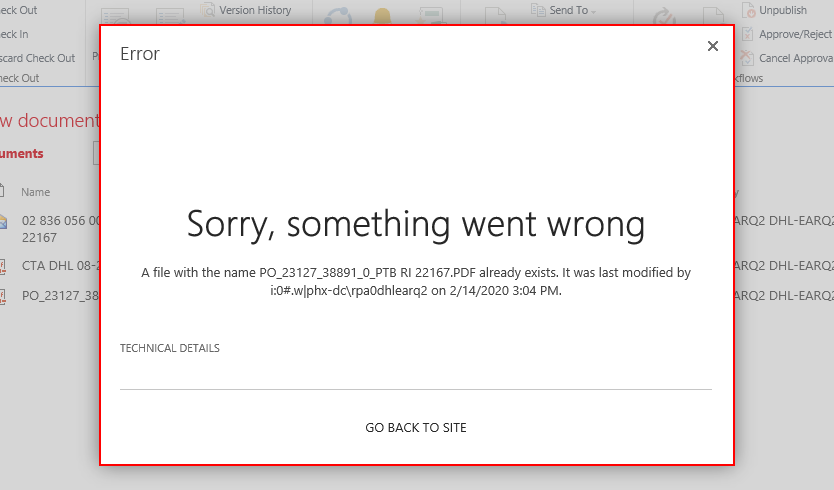 heck Out
Version History
Send To
Unpublish
heck In
Approve/Reject
scard Check Out
Cancel Approva
heck Out
kflows
Error
w document
uments
Name
Sorry, something went wrong
02 836 056 00
22167
ARQ2 DHL-EARQ2
A file with the name PO_23127_38891_0_PTB RI 22167.PDF already exists. It was last modified by
i:0#.w|phx-dc\rpa0dhlearq2 on 2/14/2020 3:04 PM.
CTA DHL 08-2
ARQ2 DHL-EARQ2
PO_23127_38
ARQ2 DHL-EARQ2
TECHNICAL DETAILS
GO BACK TO SITE